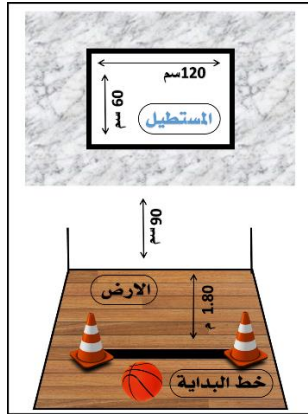 120سم
60 سم
المستطيل
90سم
الارض
1.80 م
خط البداية